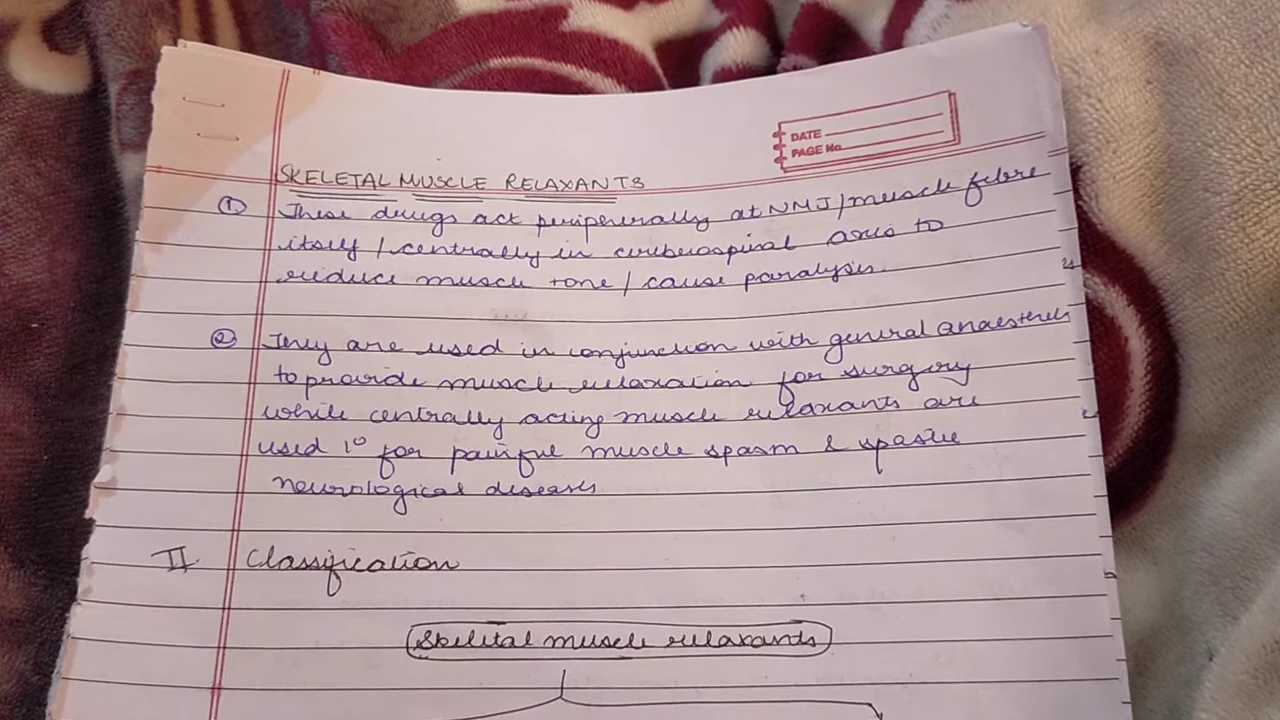 DATE
PAGE No.
SKELETAL MUSCLE RELAXANTS
① These drugs act peripherally at NMJ/muscle fibre
itself / centrally in cerebrospinal axis to
reduce muscle tone / cause paralysis.
② They are used in conjunction with general anaesthetics
to provide muscle relaxation for surgery
while centrally acting muscle relaxants are
used 1° for painful muscle spasm & spastic
neurological diseases
II Classification
Skeletal muscle relaxants